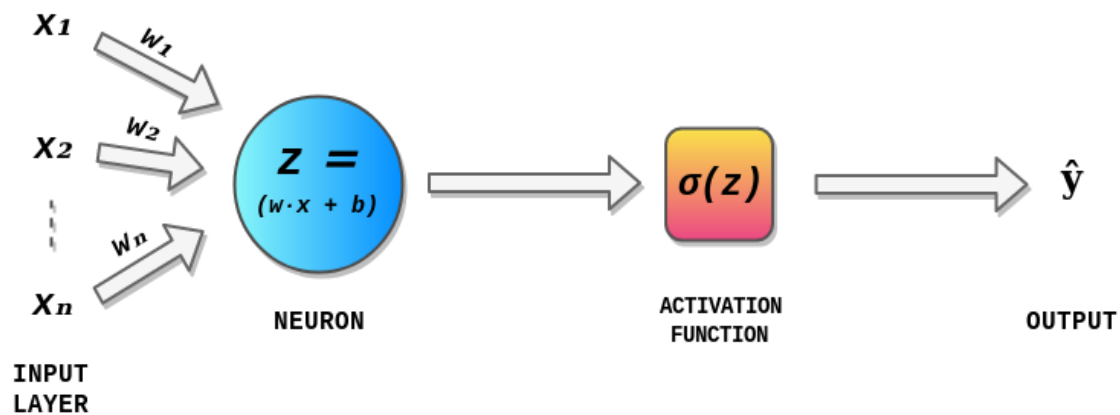 x₁
w₁
x₂
w₂
xₙ
wₙ
z =
(w·x + b)
σ(z)
ŷ
INPUT
LAYER
NEURON
ACTIVATION
FUNCTION
OUTPUT